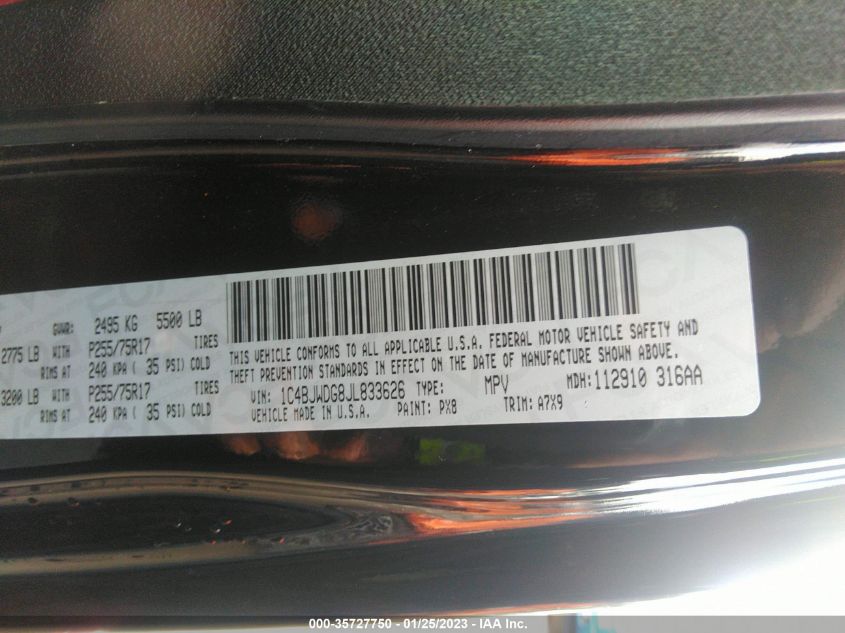 GVWR: 2495 KG 5500 LB
2775 LB WITH P255/75R17 TIRES
RIMS AT 240 KPA ( 35 PSI) COLD
3200 LB WITH P255/75R17 TIRES
RIMS AT 240 KPA ( 35 PSI) COLD
THIS VEHICLE CONFORMS TO ALL APPLICABLE U.S.A. FEDERAL MOTOR VEHICLE SAFETY AND
THEFT PREVENTION STANDARDS IN EFFECT ON THE DATE OF MANUFACTURE SHOWN ABOVE.
VIN: 1C4BJWDG8JL833626 TYPE: MPV MDH:112910 316AA
VEHICLE MADE IN U.S.A. PAINT: PX8 TRIM: A7X9
000-35727750 - 01/25/2023 - IAA Inc.